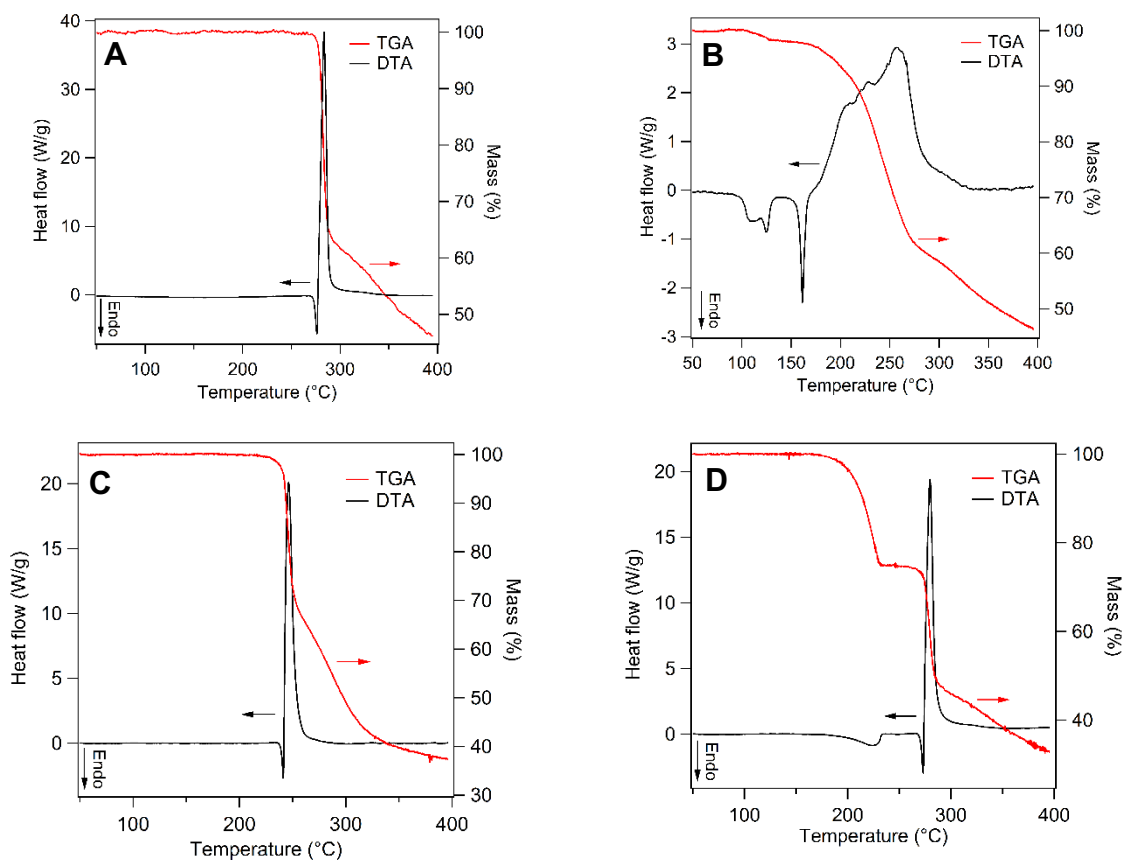 A
TGA
DTA
40
30
20
10
0
Heat flow (W/g)
100
90
80
70
60
50
Mass (%)
Endo
100
200
300
400
Temperature (°C)
B
TGA
DTA
3
2
1
0
-1
-2
-3
Heat flow (W/g)
100
90
80
70
60
50
Mass (%)
Endo
50
100
150
200
250
300
350
400
Temperature (°C)
C
TGA
DTA
20
15
10
5
0
Heat flow (W/g)
100
90
80
70
60
50
40
30
Mass (%)
Endo
100
200
300
400
Temperature (°C)
D
TGA
DTA
20
15
10
5
0
Heat flow (W/g)
100
80
60
40
Mass (%)
Endo
100
200
300
400
Temperature (°C)